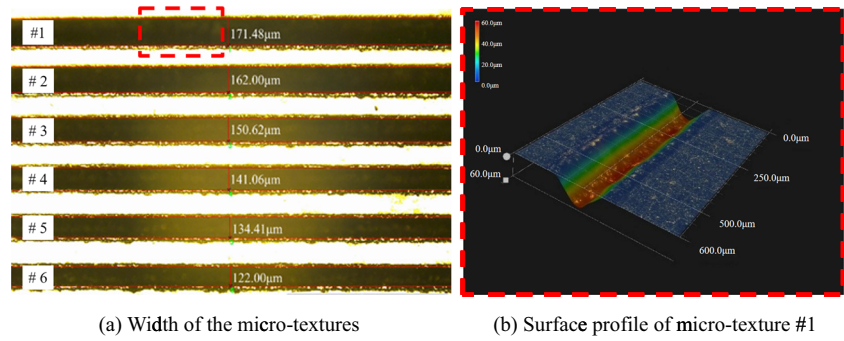 #1
171.48μm
# 2
162.00μm
# 3
150.62μm
# 4
141.06μm
# 5
134.41μm
# 6
122.00μm
60.0μm
40.0μm
20.0μm
0.0μm
0.0μm
60.0μm
0.0μm
250.0μm
500.0μm
600.0μm
(a) Width of the micro-textures
(b) Surface profile of micro-texture #1